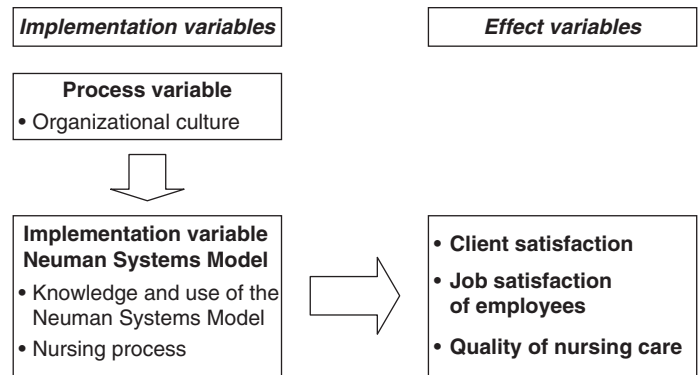 Implementation variables
Effect variables
Process variable
• Organizational culture
Implementation variable
Neuman Systems Model
• Knowledge and use of the
Neuman Systems Model
• Nursing process
• Client satisfaction
• Job satisfaction
of employees
• Quality of nursing care